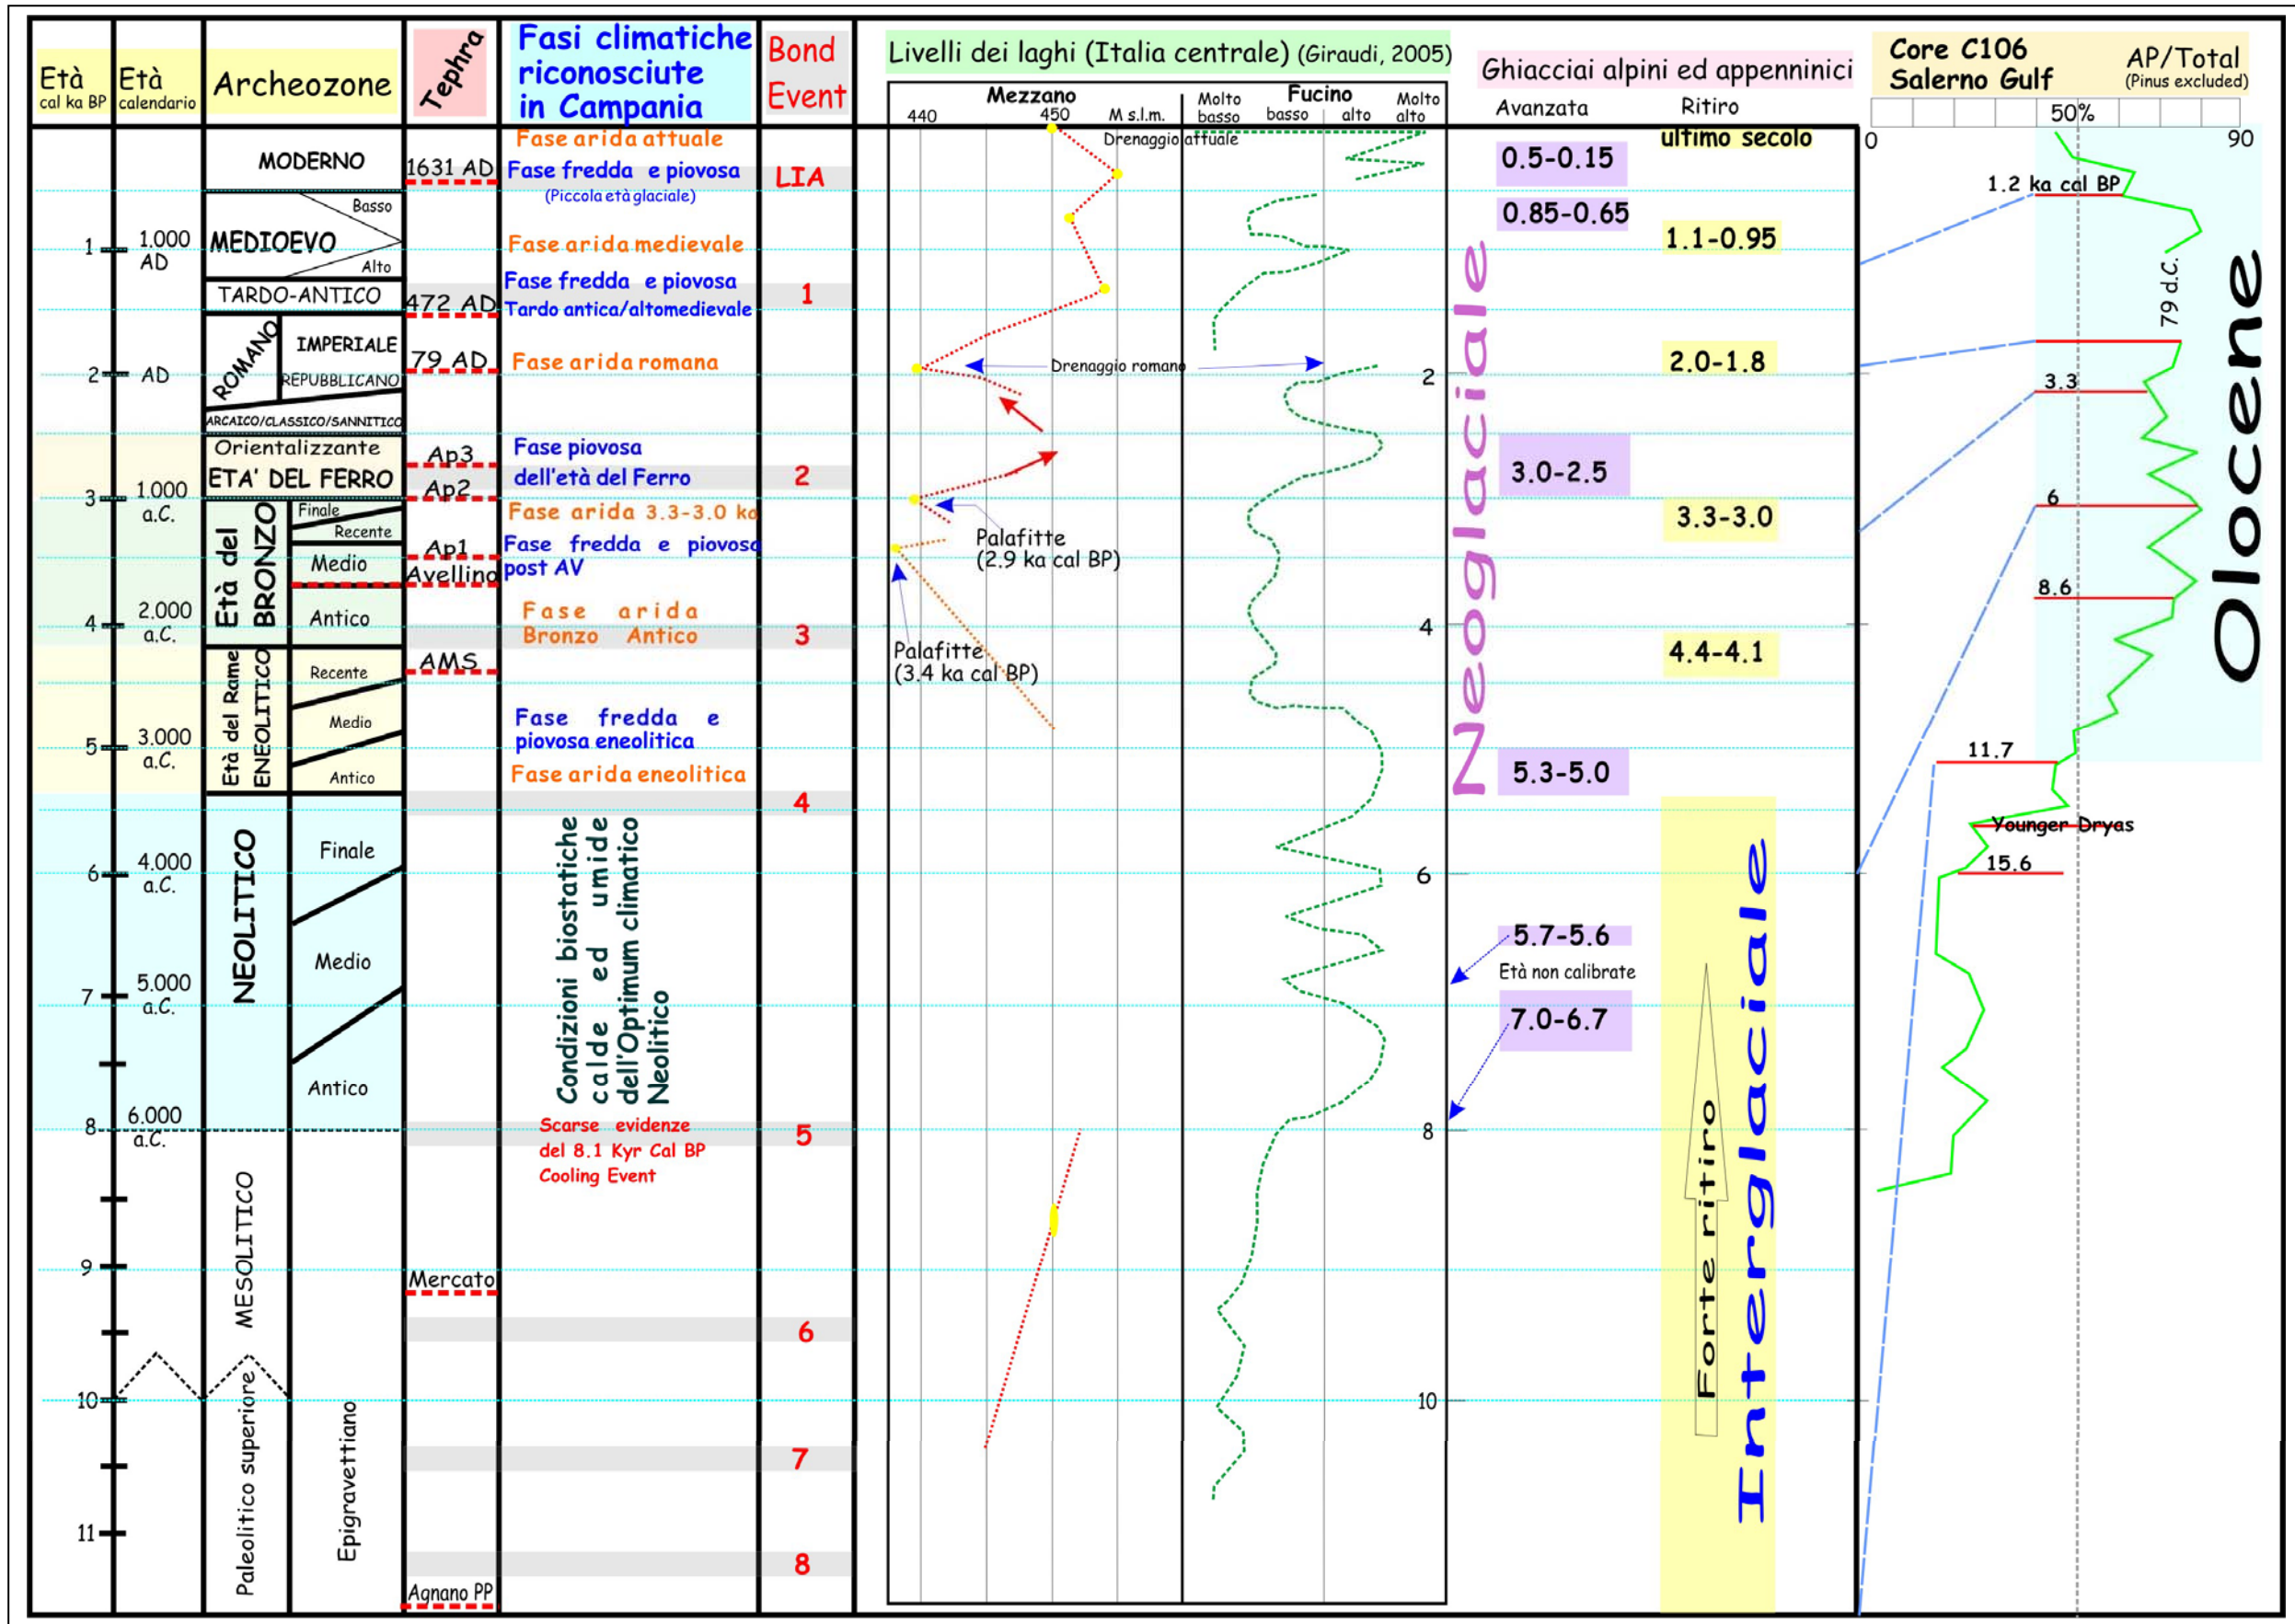 Età
cal ka BP
Età
calendario
Archeozone
Tephra
Fasi climatiche
riconosciute
in Campania
Bond
Event
Livelli dei laghi (Italia centrale) (Giraudi, 2005)
Mezzano
440
450
M s.l.m.
Fucino
Molto
basso
basso
alto
Molto
alto
Ghiacciai alpini ed appenninici
Avanzata
Ritiro
Core C106
Salerno Gulf
AP/Total
(Pinus excluded)
50%
0
90
1
2
3
4
5
6
7
8
9
10
11
1.000
AD
AD
1.000
a.C.
2.000
a.C.
3.000
a.C.
4.000
a.C.
5.000
a.C.
6.000
a.C.
MODERNO
Basso
MEDIOEVO
Alto
TARDO-ANTICO
ROMANO
IMPERIALE
REPUBBLICANO
ARCAICO/CLASSICO/SANNITICO
Orientalizzante
ETA' DEL FERRO
Età del
BRONZO
Finale
Recente
Medio
Antico
Età del Rame
ENEOLITICO
Recente
Medio
Antico
NEOLITICO
Finale
Medio
Antico
MESOLITICO
Paleolitico superiore
Epigravettiano
1631 AD
472 AD
79 AD
Ap3
Ap2
Ap1
Avellino
AMS
Mercato
Agnano PP
Fase arida attuale
Fase fredda e piovosa
(Piccola età glaciale)
Fase arida medievale
Fase fredda e piovosa
Tardo antica/altomedievale
Fase arida romana
Fase piovosa
dell'età del Ferro
Fase arida 3.3-3.0 ka
Fase fredda e piovosa
post AV
Fase arida
Bronzo Antico
Fase fredda e
piovosa eneolitica
Fase arida eneolitica
Condizioni biostatiche
calde ed umide
dell'Optimum climatico
Neolitico
Scarse evidenze
del 8.1 Kyr Cal BP
Cooling Event
LIA
1
2
3
4
5
6
7
8
Drenaggio attuale
Drenaggio romano
Palafitte
(2.9 ka cal BP)
Palafitte
(3.4 ka cal BP)
2
4
6
8
10
Neoglaciale
0.5-0.15
0.85-0.65
3.0-2.5
5.3-5.0
5.7-5.6
Età non calibrate
7.0-6.7
ultimo secolo
1.1-0.95
2.0-1.8
3.3-3.0
4.4-4.1
Forte ritiro
Interglaciale
1.2 ka cal BP
79 d.C.
3.3
6
8.6
11.7
Younger Dryas
15.6
Olocene